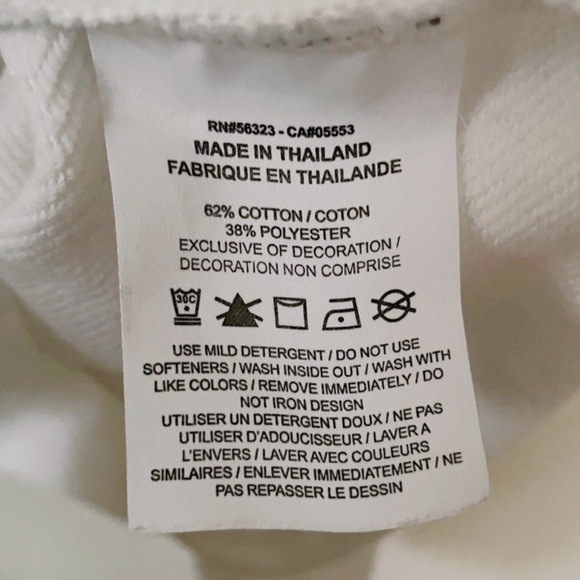 RN#56323 - CA#05553
MADE IN THAILAND
FABRIQUE EN THAILANDE
62% COTTON / COTON
38% POLYESTER
EXCLUSIVE OF DECORATION /
DECORATION NON COMPRISE
30C
USE MILD DETERGENT / DO NOT USE
SOFTENERS / WASH INSIDE OUT / WASH WITH
LIKE COLORS / REMOVE IMMEDIATELY / DO
NOT IRON DESIGN
UTILISER UN DETERGENT DOUX / NE PAS
UTILISER D'ADOUCISSEUR / LAVER A
L'ENVERS / LAVER AVEC COULEURS
SIMILAIRES / ENLEVER IMMEDIATEMENT / NE
PAS REPASSER LE DESSIN